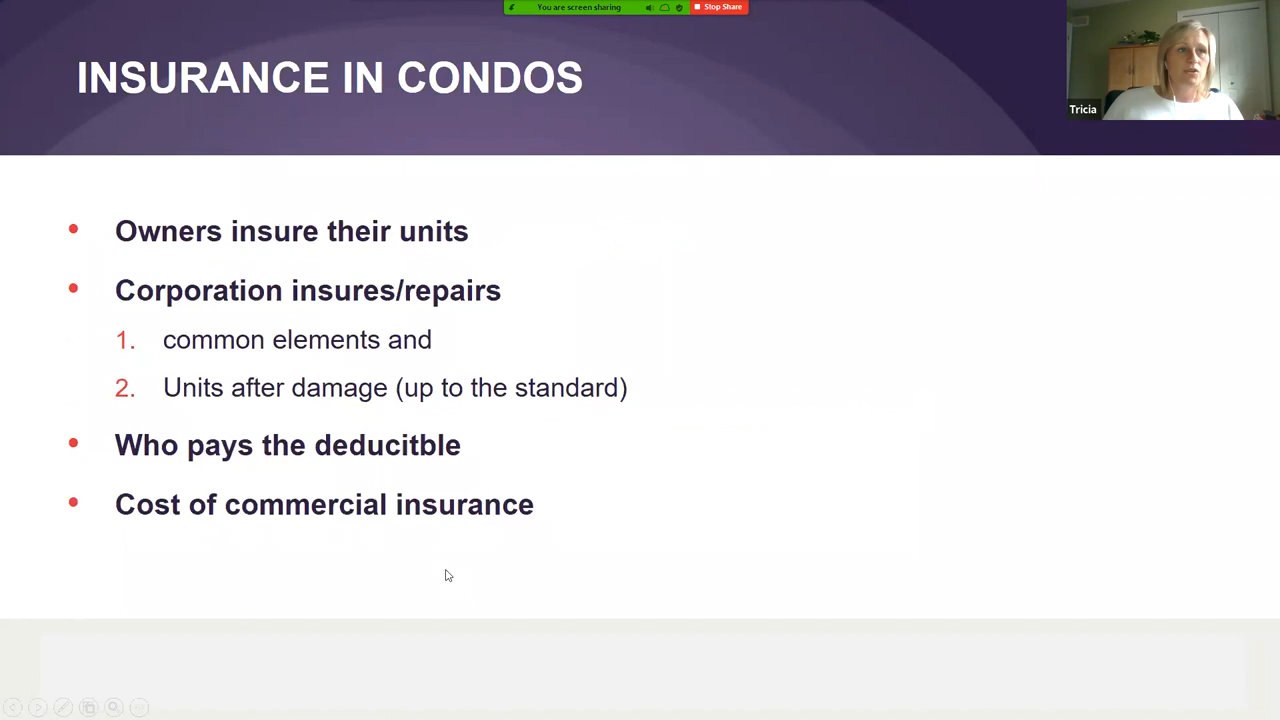 You are screen sharing
Stop Share
INSURANCE IN CONDOS
Tricia
• Owners insure their units
• Corporation insures/repairs
1. common elements and
2. Units after damage (up to the standard)
• Who pays the deducitble
• Cost of commercial insurance